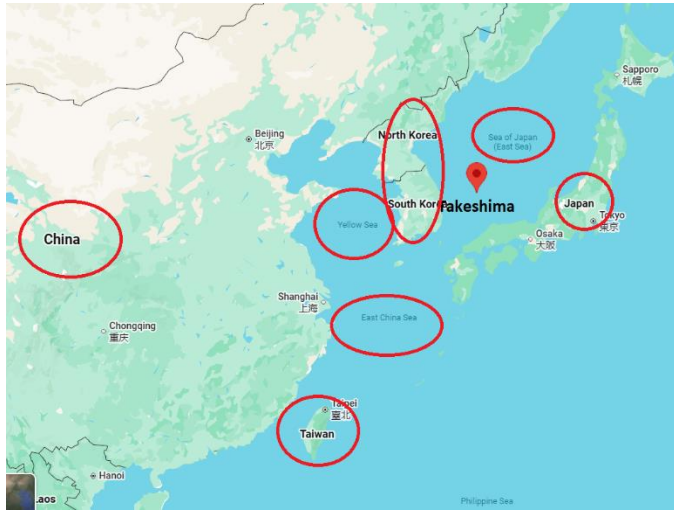 Sapporo
札幌
Beijing
北京
North Korea
Sea of Japan
(East Sea)
South Korea
Takeshima
Japan
Tokyo
東京
Yellow Sea
Osaka
大阪
China
Shanghai
上海
East China Sea
Chongqing
重庆
Taipei
臺北
Taiwan
Hanoi
Laos
Philippine Sea